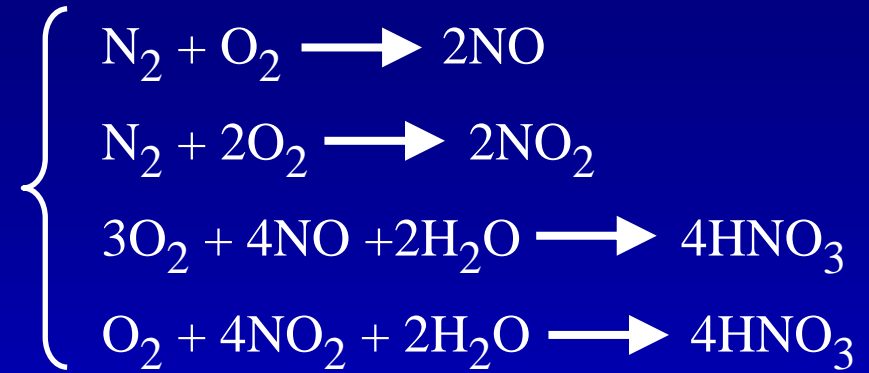 N₂ + O₂ ⟶ 2NO
N₂ + 2O₂ ⟶ 2NO₂
3O₂ + 4NO +2H₂O ⟶ 4HNO₃
O₂ + 4NO₂ + 2H₂O ⟶ 4HNO₃